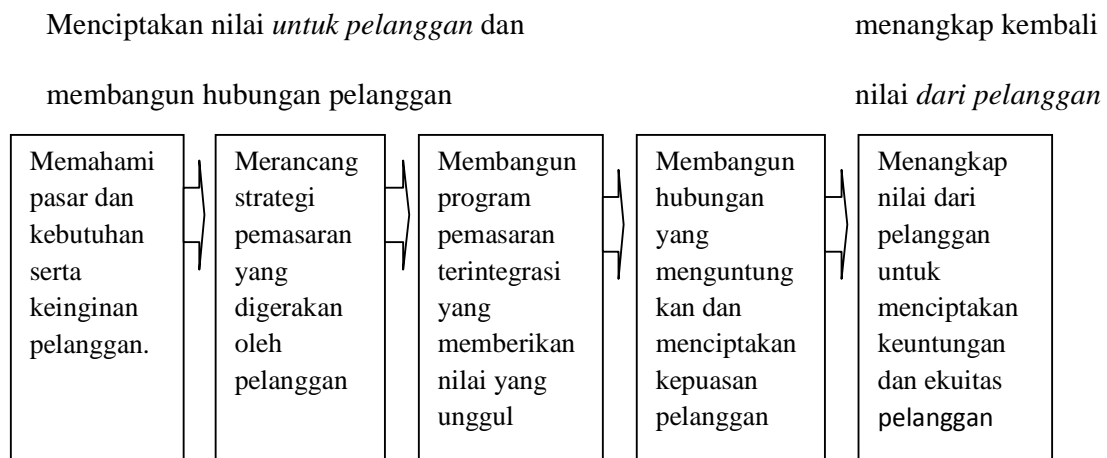 Menciptakan nilai untuk pelanggan dan
membangun hubungan pelanggan
menangkap kembali
nilai dari pelanggan
Memahami
pasar dan
kebutuhan
serta
keinginan
pelanggan.
Merancang
strategi
pemasaran
yang
digerakan
oleh
pelanggan
Membangun
program
pemasaran
terintegrasi
yang
memberikan
nilai yang
unggul
Membangun
hubungan
yang
menguntung
kan dan
menciptakan
kepuasan
pelanggan
Menangkap
nilai dari
pelanggan
untuk
menciptakan
keuntungan
dan ekuitas
pelanggan